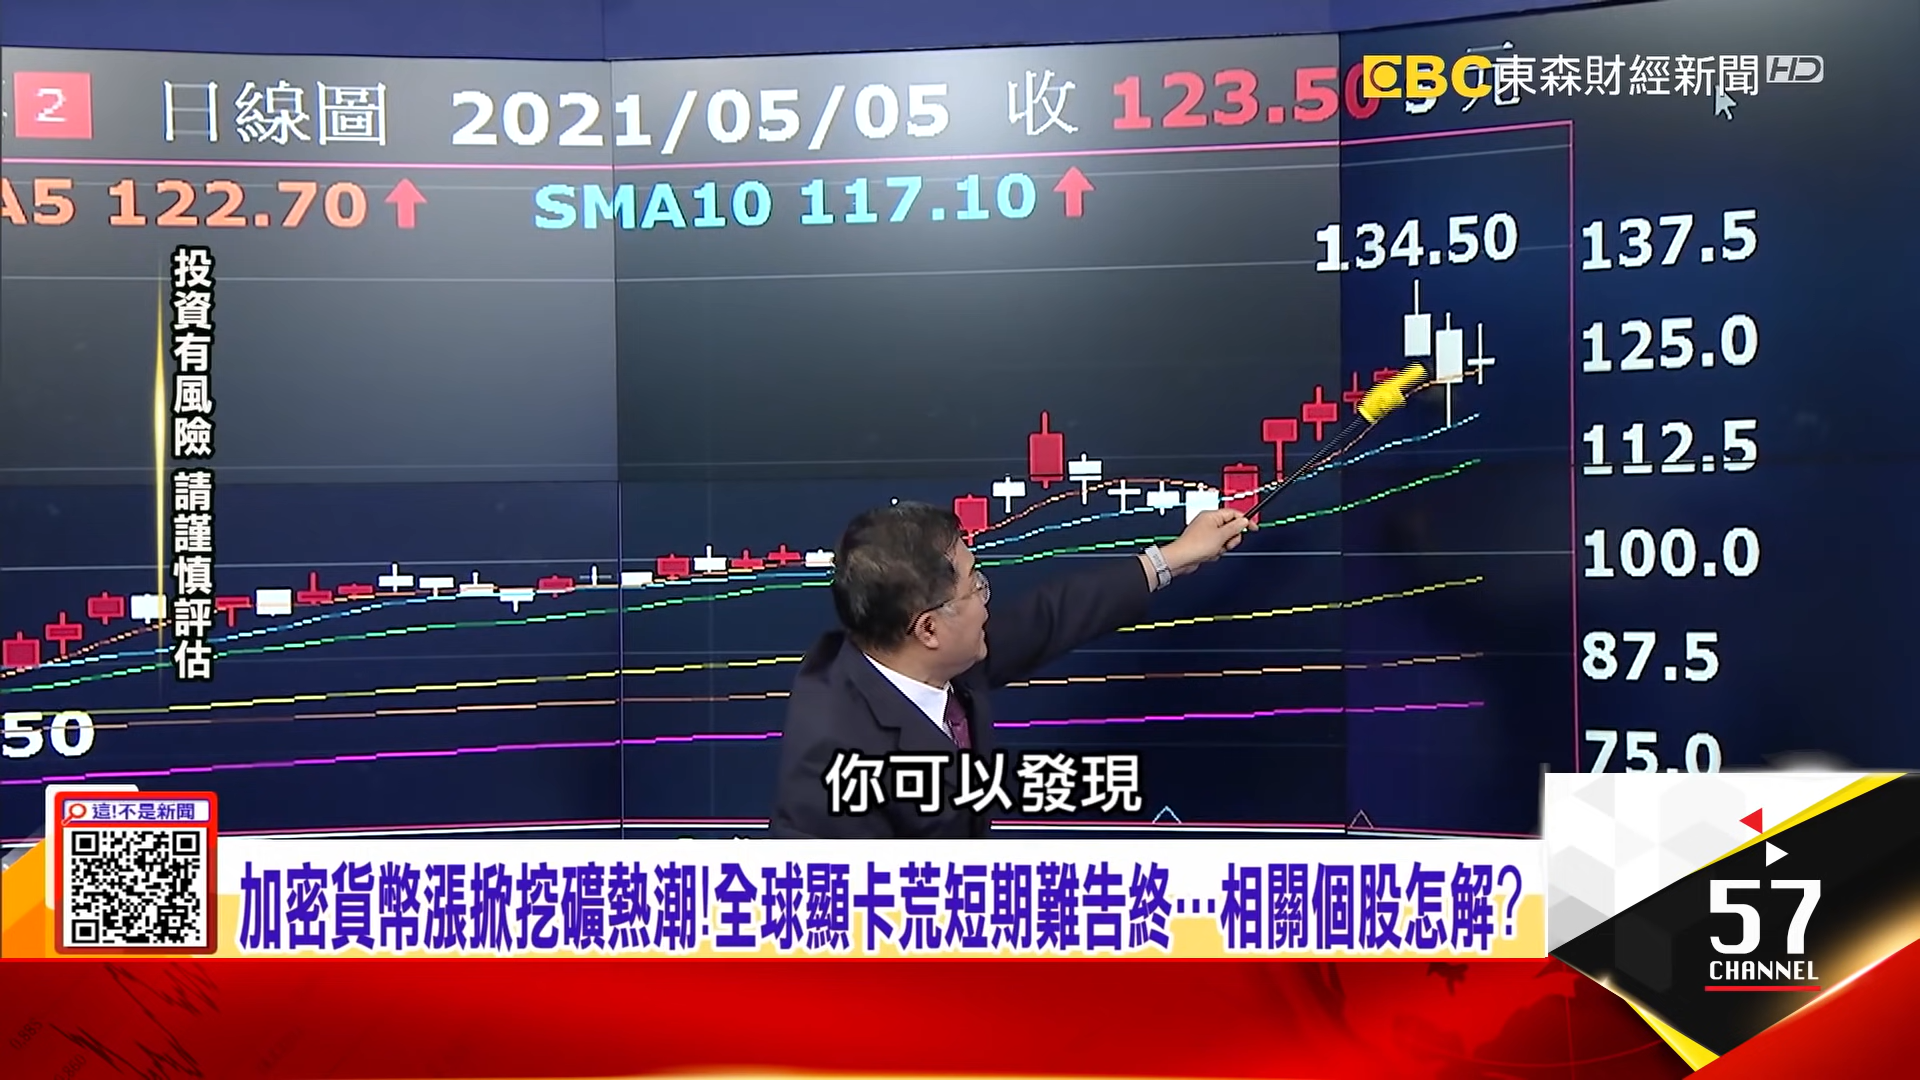 2 日線圖 2021/05/05 收 123.50 元
EBC 東森財經新聞 HD
A5 122.70↑ SMA10 117.10↑
134.50
137.5
125.0
112.5
100.0
87.5
75.0
50
投資有風險 請謹慎評估
你可以發現
這!不是新聞
加密貨幣漲掀挖礦熱潮!全球顯卡荒短期難告終…相關個股怎解?
57
CHANNEL